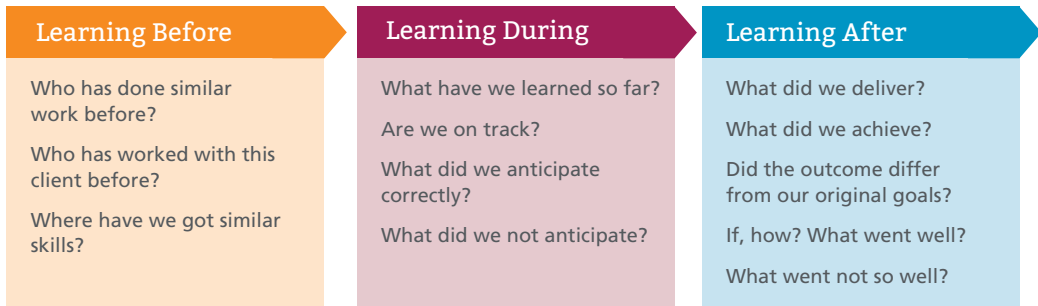 Learning Before
Who has done similar
work before?
Who has worked with this
client before?
Where have we got similar
skills?
Learning During
What have we learned so far?
Are we on track?
What did we anticipate
correctly?
What did we not anticipate?
Learning After
What did we deliver?
What did we achieve?
Did the outcome differ
from our original goals?
If, how? What went well?
What went not so well?